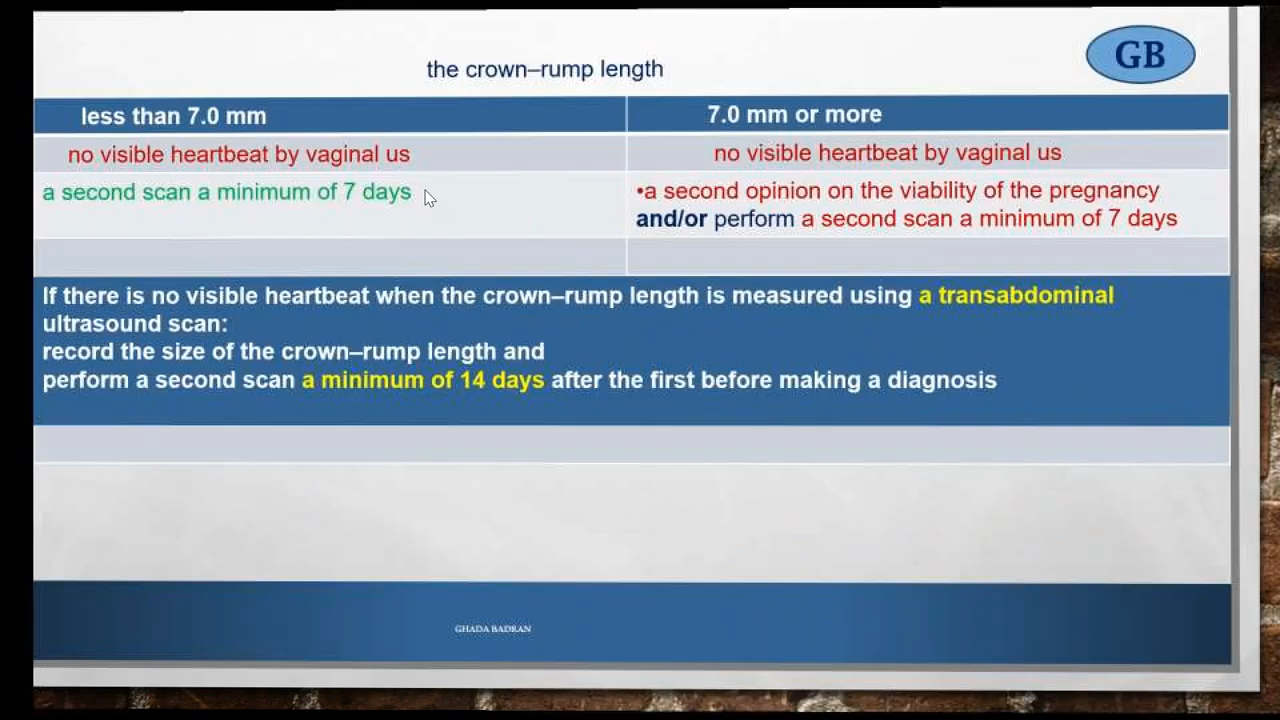 GB
the crown–rump length
less than 7.0 mm
7.0 mm or more
no visible heartbeat by vaginal us
no visible heartbeat by vaginal us
a second scan a minimum of 7 days
•a second opinion on the viability of the pregnancy
and/or perform a second scan a minimum of 7 days
If there is no visible heartbeat when the crown–rump length is measured using a transabdominal
ultrasound scan:
record the size of the crown–rump length and
perform a second scan a minimum of 14 days after the first before making a diagnosis
GHADA BADRAN